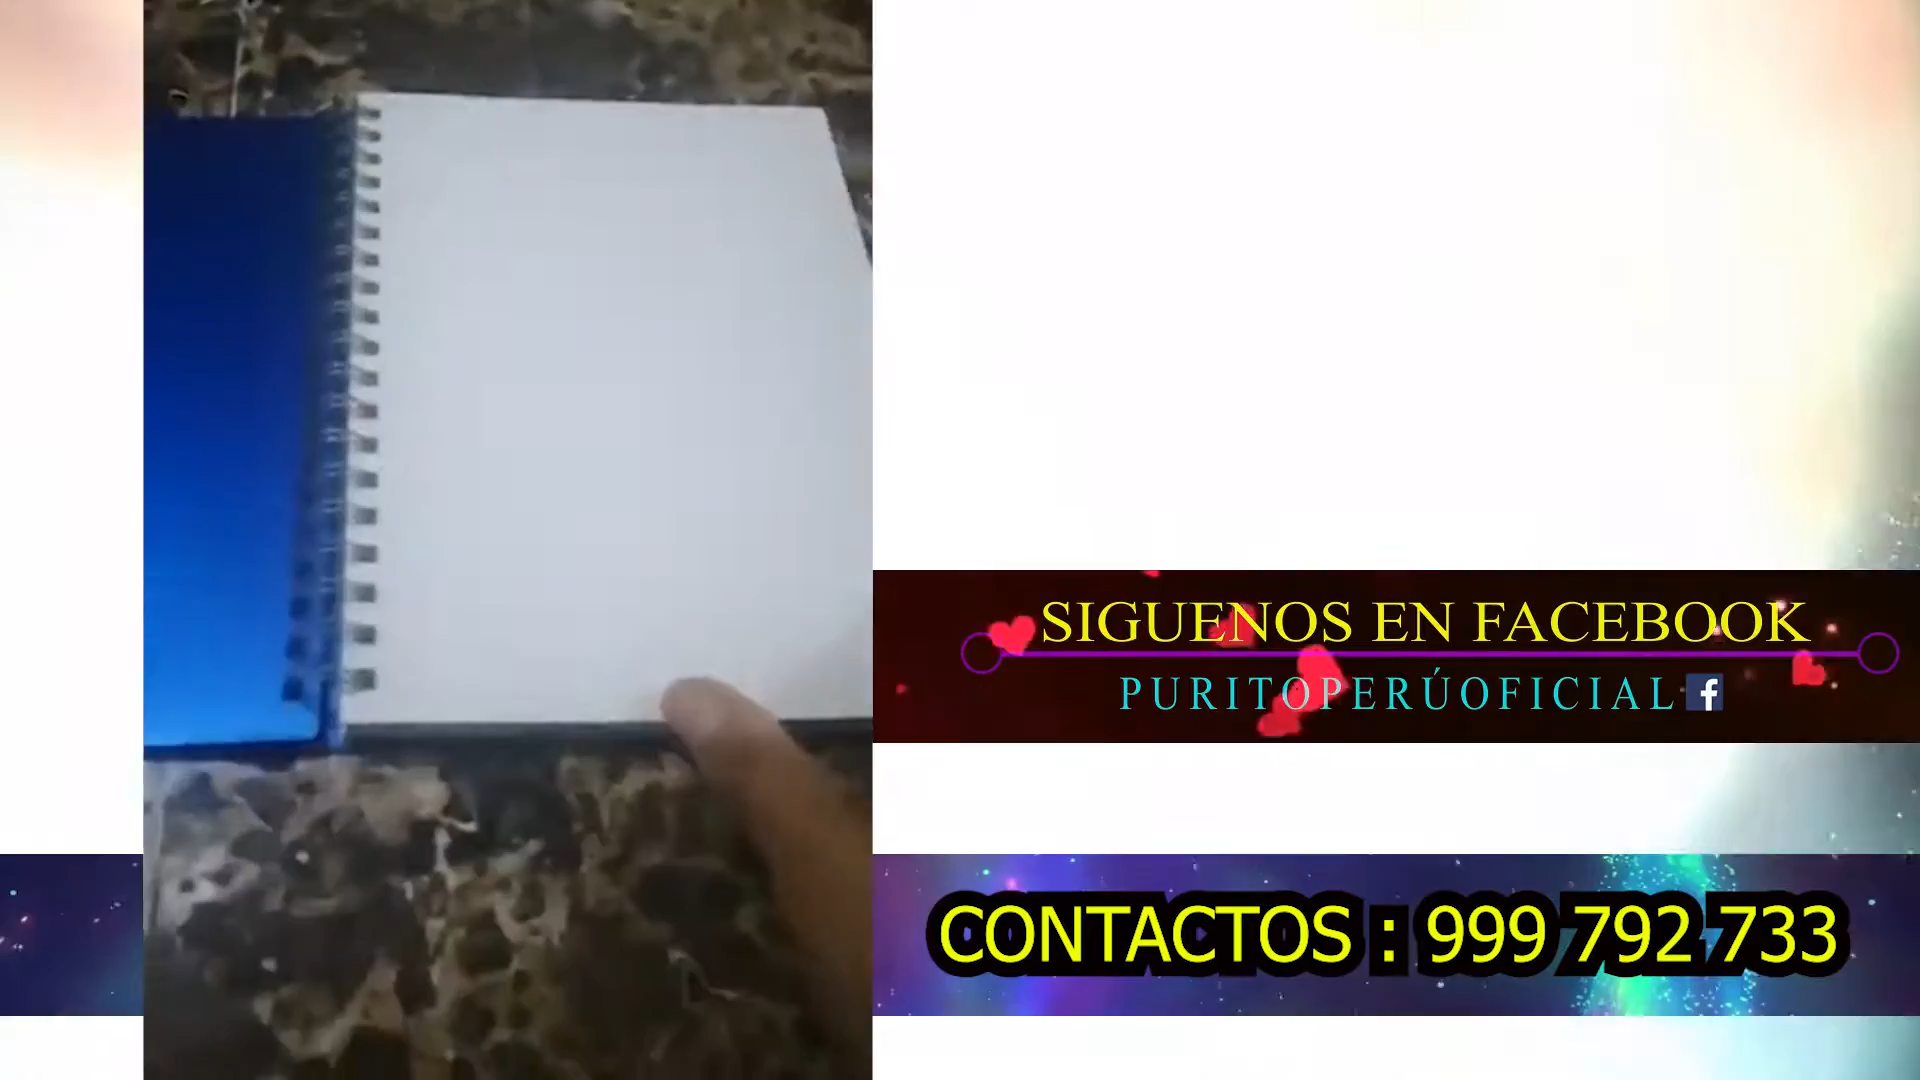 SIGUENOS EN FACEBOOK
PURITOPERÚOFICIAL
CONTACTOS : 999 792 733